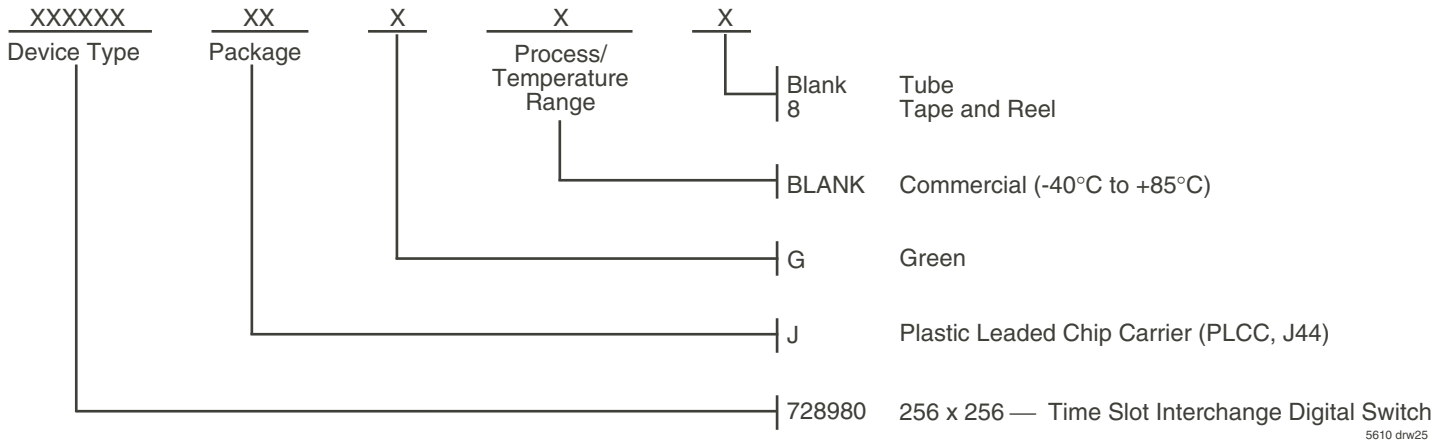 XXXXXX XX X X X
Device Type Package Process/
Temperature
Range
Blank Tube
8 Tape and Reel
BLANK Commercial (-40°C to +85°C)
G Green
J Plastic Leaded Chip Carrier (PLCC, J44)
728980 256 x 256 — Time Slot Interchange Digital Switch
5610 drw25